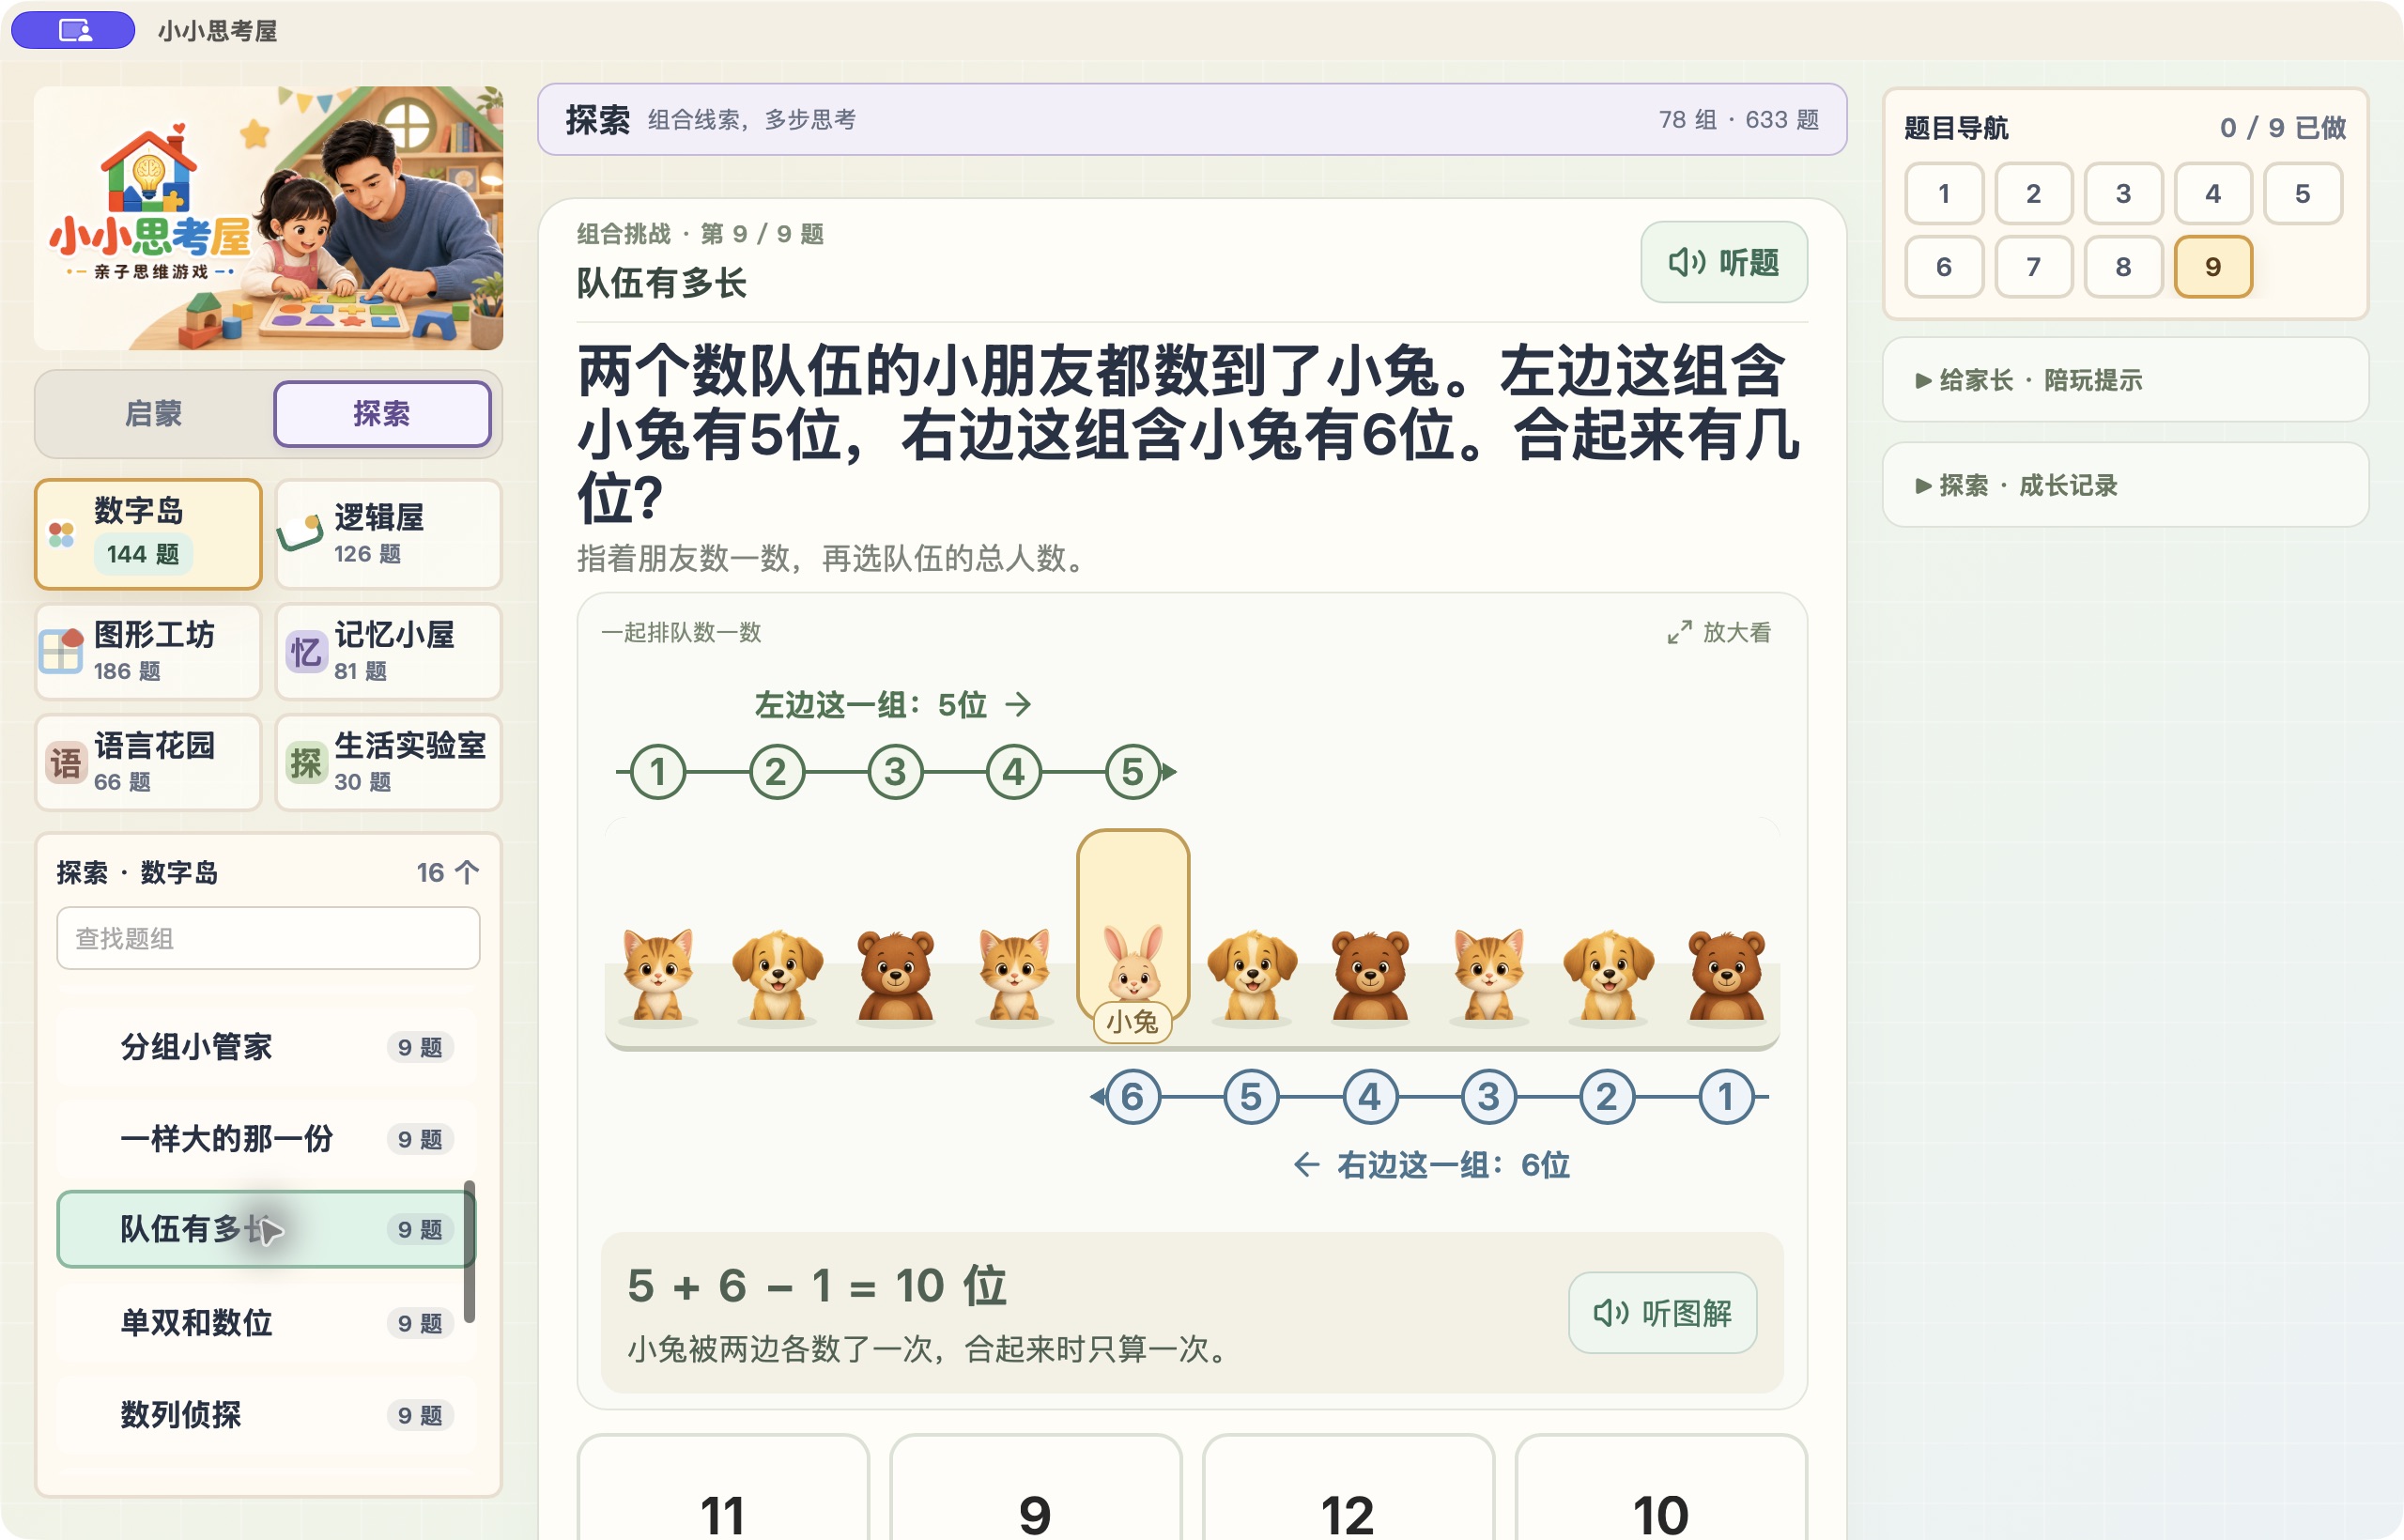 小小思考屋
小小思考屋
亲子思维游戏
启蒙
探索
数字岛
144 题
逻辑屋
126 题
图形工坊
186 题
忆
记忆小屋
81 题
语
语言花园
66 题
探
生活实验室
30 题
探索 · 数字岛
16 个
查找题组
分组小管家
9 题
一样大的那一份
9 题
队伍有多长
9 题
单双和数位
9 题
数列侦探
9 题
探索 组合线索，多步思考
78 组 · 633 题
组合挑战 · 第 9 / 9 题
队伍有多长
听题
两个数队伍的小朋友都数到了小兔。左边这组含
小兔有5位，右边这组含小兔有6位。合起来有几
位？
指着朋友数一数，再选队伍的总人数。
一起排队数一数
放大看
左边这一组：5位 →
1 2 3 4 5
小兔
6 5 4 3 2 1
← 右边这一组：6位
5 + 6 − 1 = 10 位
小兔被两边各数了一次，合起来时只算一次。
听图解
11 9 12 10
题目导航
0 / 9 已做
1 2 3 4 5
6 7 8 9
给家长 · 陪玩提示
探索 · 成长记录